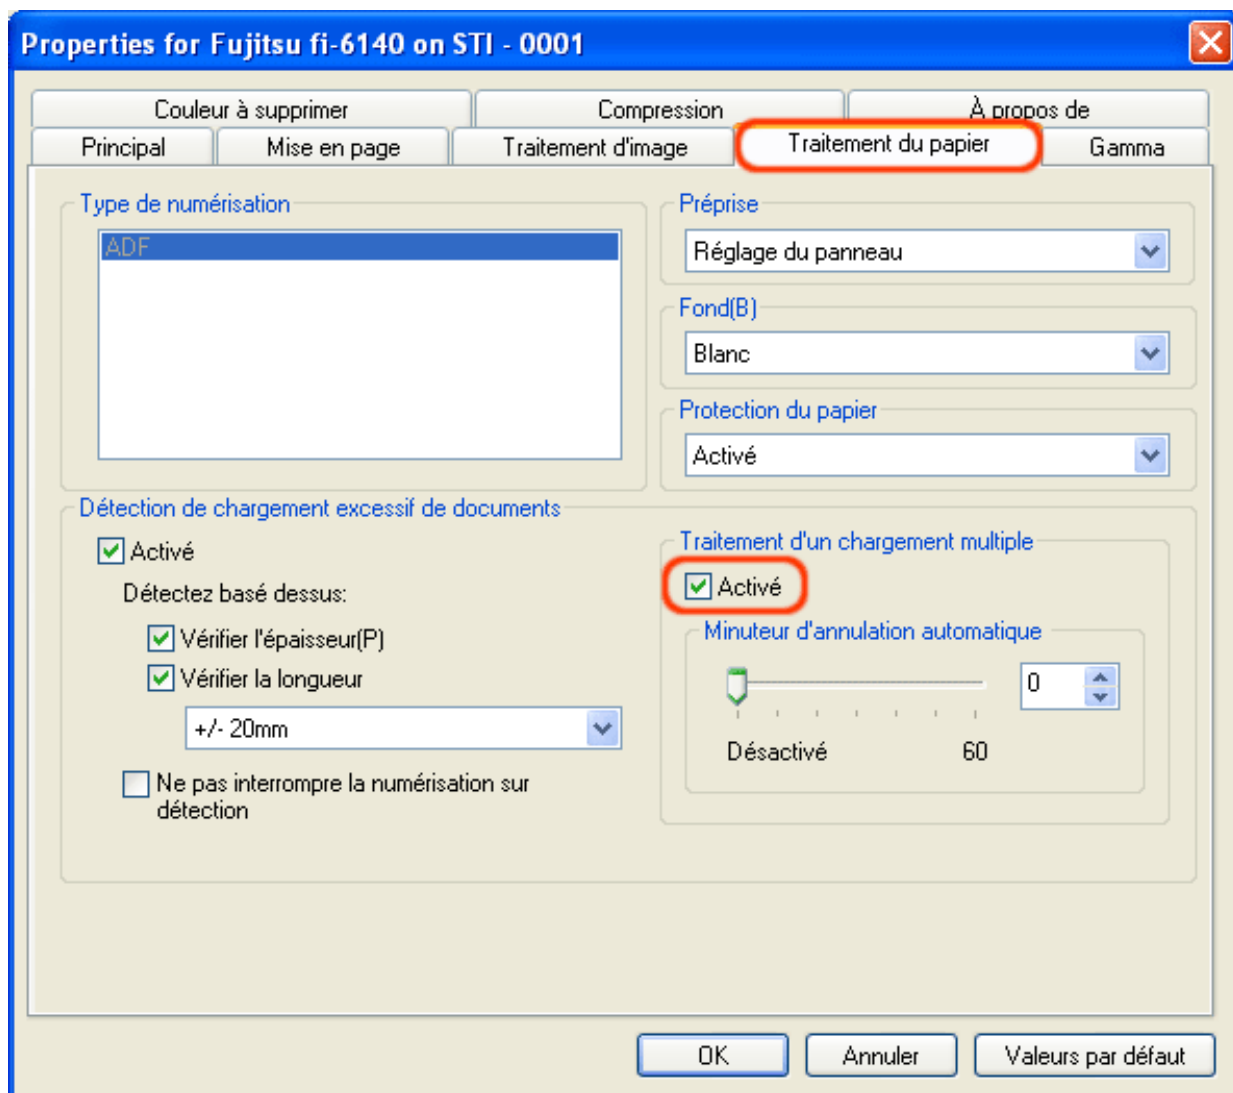 Properties for Fujitsu fi-6140 on STI - 0001
Couleur à supprimer
Compression
À propos de
Principal
Mise en page
Traitement d'image
Traitement du papier
Gamma
Type de numérisation
ADF
Préprise
Réglage du panneau
Fond(B)
Blanc
Protection du papier
Activé
Détection de chargement excessif de documents
Activé
Détectez basé dessus:
Vérifier l'épaisseur(P)
Vérifier la longueur
+/- 20mm
Ne pas interrompre la numérisation sur
détection
Traitement d'un chargement multiple
Activé
Minuteur d'annulation automatique
0
Désactivé
60
OK
Annuler
Valeurs par défaut